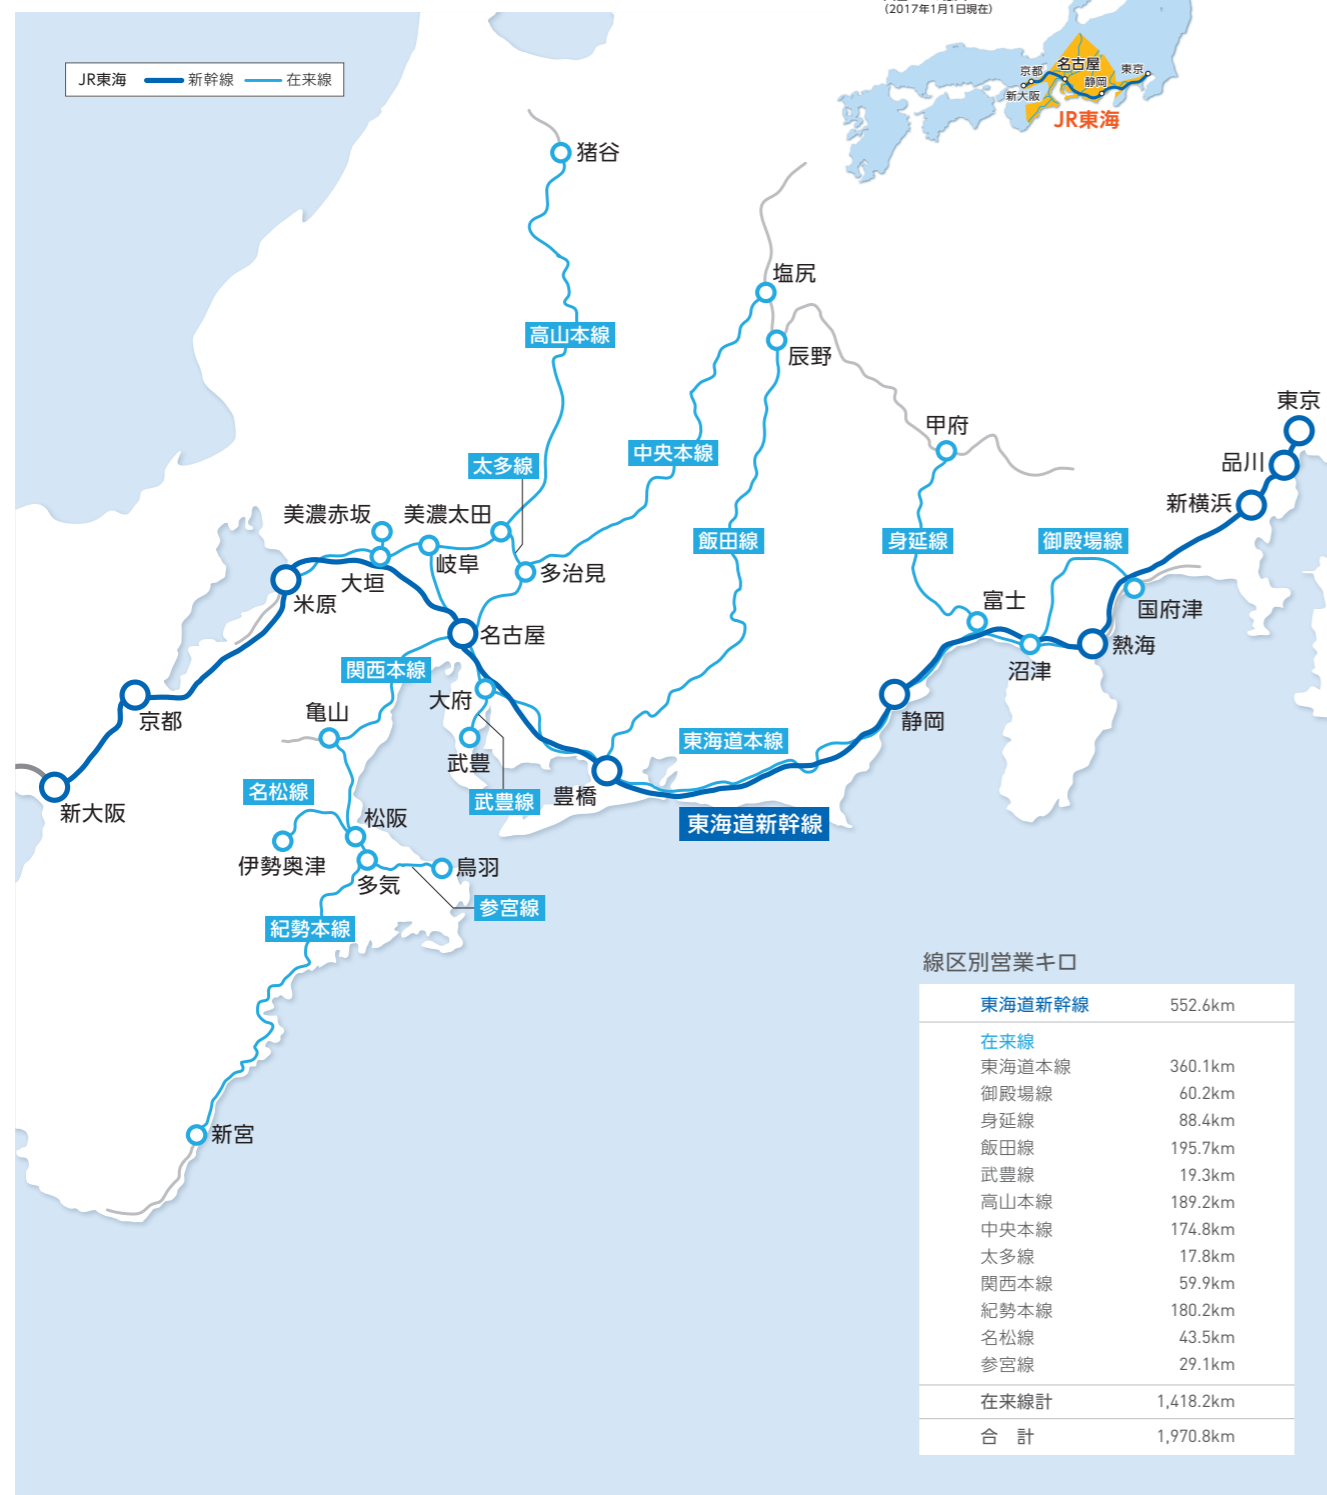 （2017年1月1日現在）
JR東海 新幹線 在来線
京都
名古屋
東京
新大阪
静岡
JR東海
猪谷
塩尻
高山本線
辰野
東京
甲府
中央本線
品川
太多線
新横浜
美濃赤坂
美濃太田
飯田線
身延線
御殿場線
岐阜
多治見
大垣
米原
富士
国府津
名古屋
熱海
関西本線
沼津
大府
亀山
京都
静岡
東海道本線
武豊
名松線
豊橋
武豊線
新大阪
松阪
東海道新幹線
伊勢奥津
鳥羽
多気
参宮線
紀勢本線
新宮
線区別営業キロ
東海道新幹線 552.6km
在来線
東海道本線 360.1km
御殿場線 60.2km
身延線 88.4km
飯田線 195.7km
武豊線 19.3km
高山本線 189.2km
中央本線 174.8km
太多線 17.8km
関西本線 59.9km
紀勢本線 180.2km
名松線 43.5km
参宮線 29.1km
在来線計 1,418.2km
合　計 1,970.8km